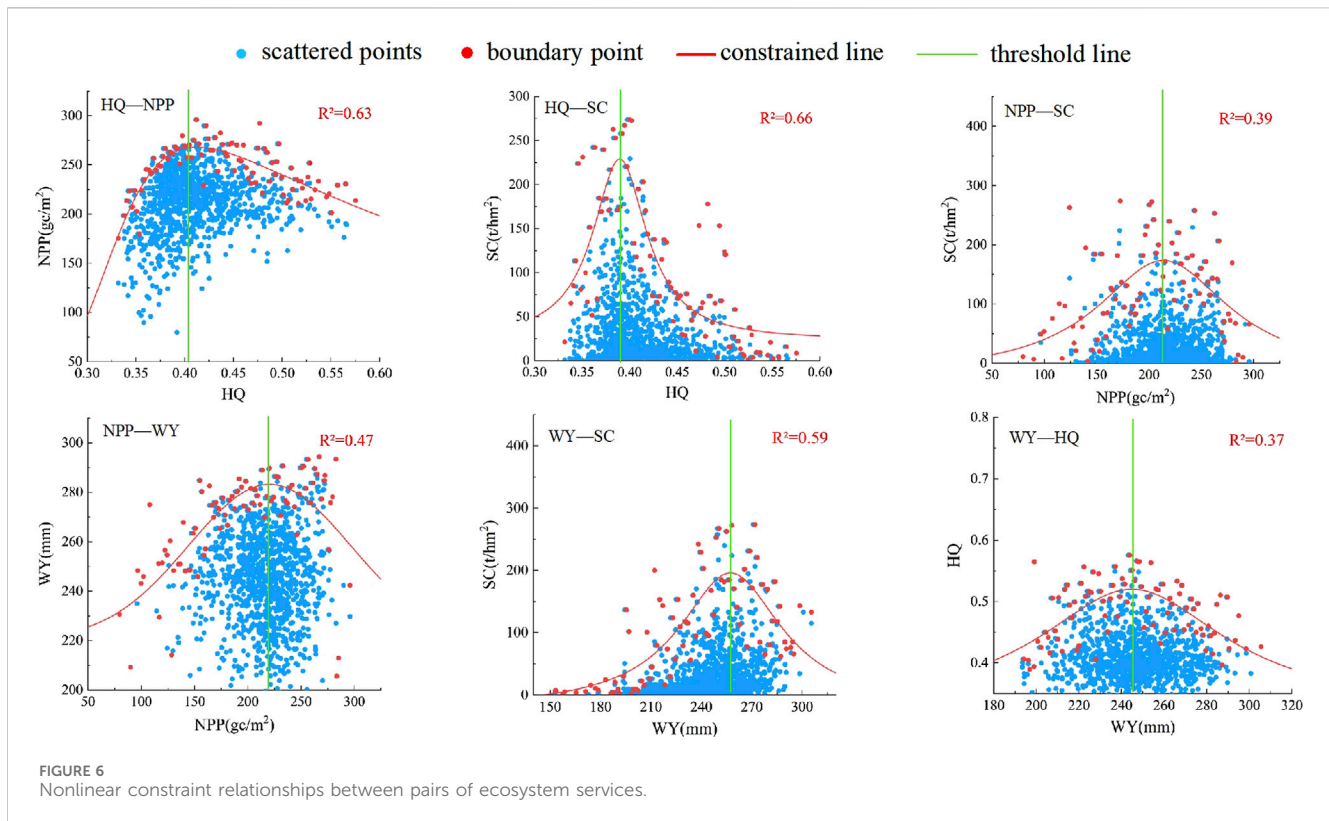 scattered points boundary point constrained line threshold line
HQ—NPP
R²=0.63
NPP(gc/m²)
300
250
200
150
100
50
0.30 0.35 0.40 0.45 0.50 0.55 0.60
HQ
HQ—SC
R²=0.66
SC(t/hm²)
300
250
200
150
100
50
0
0.30 0.35 0.40 0.45 0.50 0.55 0.60
HQ
NPP—SC
R²=0.39
SC(t/hm²)
400
300
200
100
0
50 100 150 200 250 300
NPP(gc/m²)
NPP—WY
R²=0.47
WY(mm)
300
280
260
240
220
200
50 100 150 200 250 300
NPP(gc/m²)
WY—SC
R²=0.59
SC(t/hm²)
400
300
200
100
0
150 180 210 240 270 300
WY(mm)
WY—HQ
R²=0.37
HQ
0.8
0.7
0.6
0.5
0.4
180 200 220 240 260 280 300 320
WY(mm)
FIGURE 6
Nonlinear constraint relationships between pairs of ecosystem services.